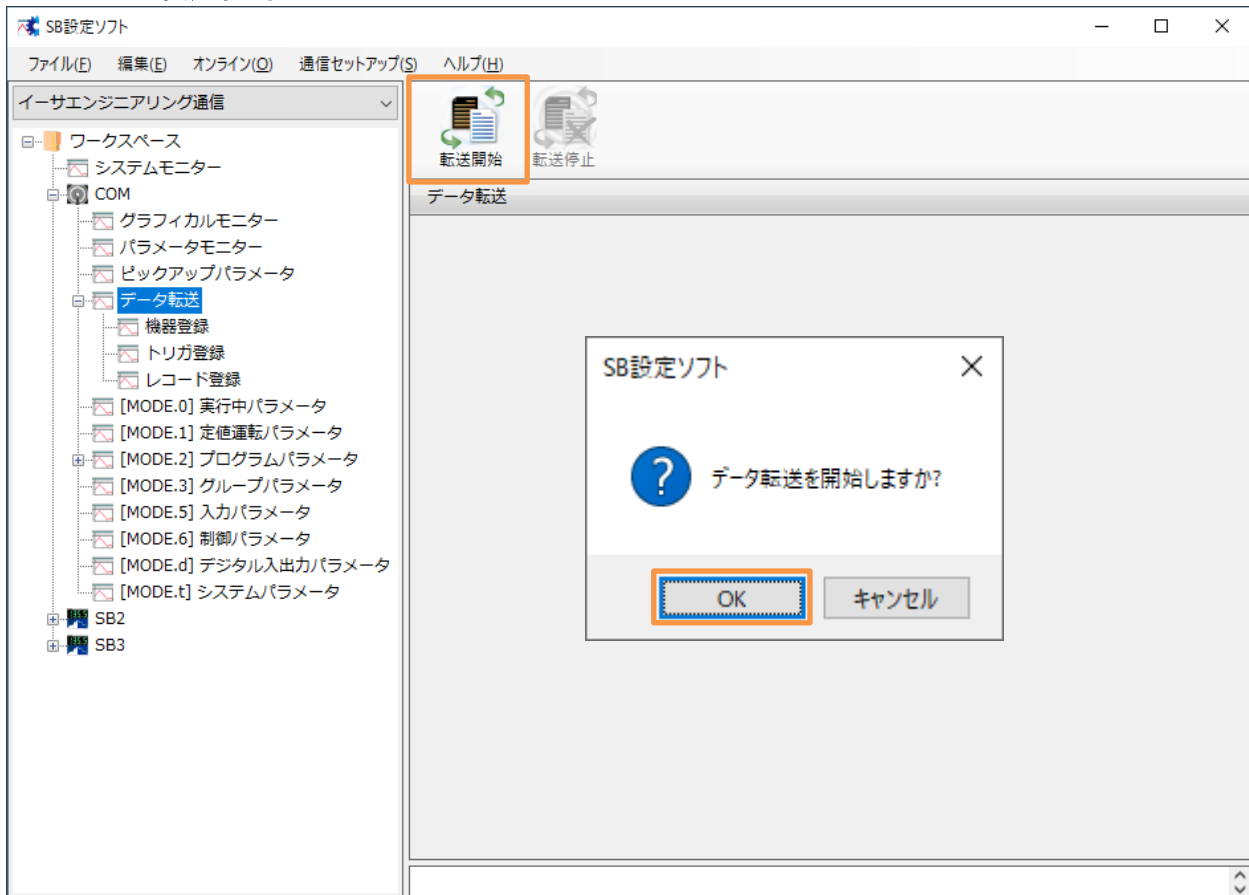 SB設定ソフト
ファイル(F) 編集(E) オンライン(O) 通信セットアップ(S) ヘルプ(H)
イーサエンジニアリング通信
ワークスペース
システムモニター
COM
グラフィカルモニター
パラメータモニター
ピックアップパラメータ
データ転送
機器登録
トリガ登録
レコード登録
[MODE.0] 実行中パラメータ
[MODE.1] 定値運転パラメータ
[MODE.2] プログラムパラメータ
[MODE.3] グループパラメータ
[MODE.5] 入力パラメータ
[MODE.6] 制御パラメータ
[MODE.d] デジタル入出力パラメータ
[MODE.t] システムパラメータ
SB2
SB3
転送開始 転送停止
データ転送
SB設定ソフト
データ転送を開始しますか?
OK キャンセル